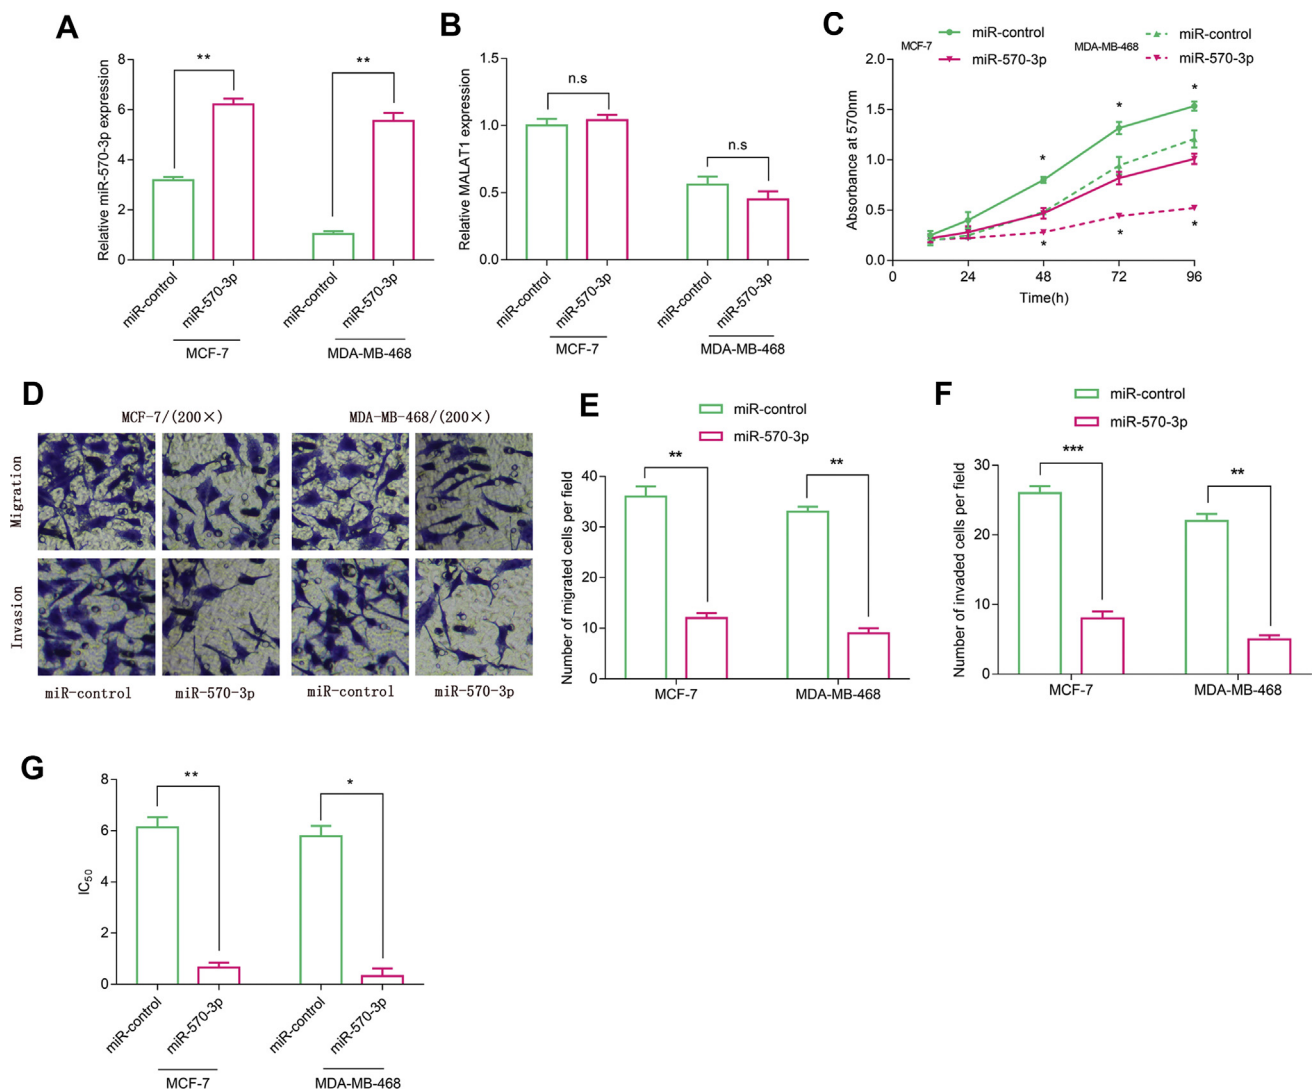 A
Relative miR-570-3p expression
8
6
4
2
0
**
**
miR-control
miR-570-3p
miR-control
miR-570-3p
MCF-7
MDA-MB-468
B
Relative MALAT1 expression
1.5
1.0
0.5
0.0
n.s
n.s
miR-control
miR-570-3p
miR-control
miR-570-3p
MCF-7
MDA-MB-468
C
MCF-7
miR-control
miR-570-3p
MDA-MB-468
miR-control
miR-570-3p
Absorbance at 570nm
2.0
1.5
1.0
0.5
0.0
*
*
*
*
*
*
0
24
48
72
96
Time(h)
D
MCF-7/(200×)
MDA-MB-468/(200×)
Migration
Invasion
miR-control
miR-570-3p
miR-control
miR-570-3p
E
miR-control
miR-570-3p
Number of migrated cells per field
40
30
20
10
0
**
**
MCF-7
MDA-MB-468
F
miR-control
miR-570-3p
Number of invaded cells per field
30
20
10
0
***
**
MCF-7
MDA-MB-468
G
IC50
8
6
4
2
0
**
*
miR-control
miR-570-3p
miR-control
miR-570-3p
MCF-7
MDA-MB-468